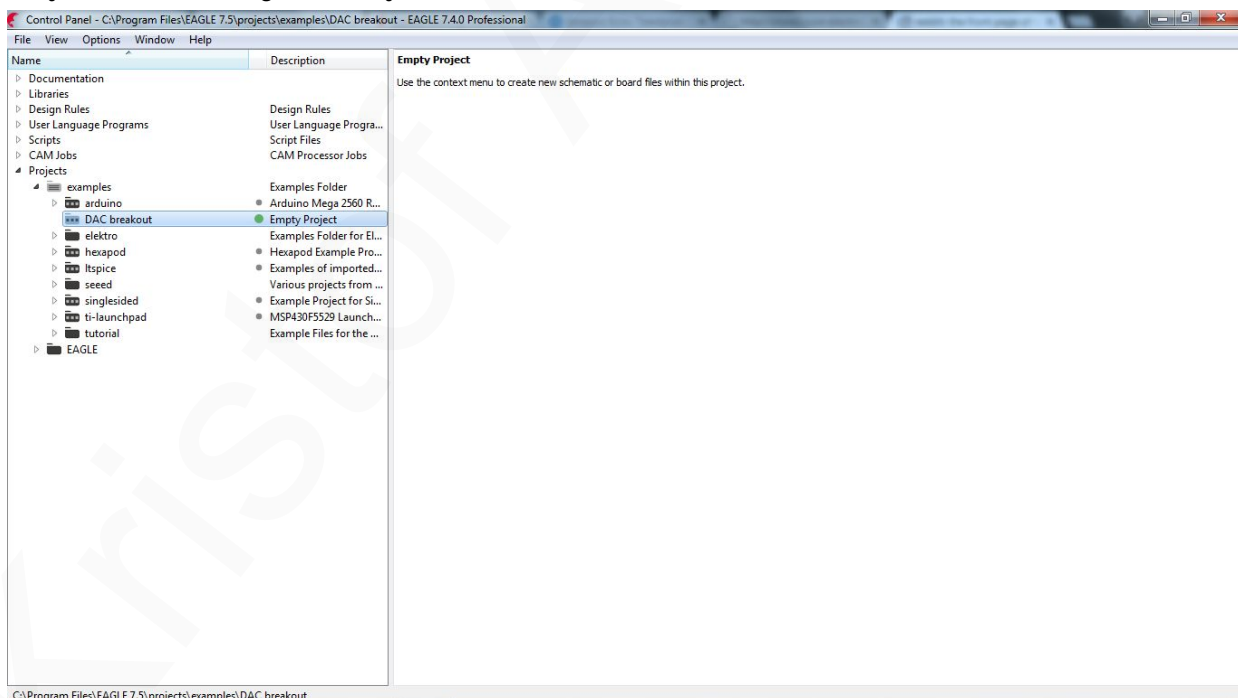 Control Panel - C:\Program Files\EAGLE 7.5\projects\examples\DAC breakout - EAGLE 7.4.0 Professional
File View Options Window Help
Name Description
Documentation
Libraries
Design Rules Design Rules
User Language Programs User Language Progra...
Scripts Script Files
CAM Jobs CAM Processor Jobs
Projects
examples Examples Folder
arduino Arduino Mega 2560 R...
DAC breakout Empty Project
elektro Examples Folder for El...
hexapod Hexapod Example Pro...
ltspice Examples of imported...
seeed Various projects from ...
singlesided Example Project for Si...
ti-launchpad MSP430F5529 Launch...
tutorial Example Files for the ...
EAGLE
Empty Project
Use the context menu to create new schematic or board files within this project.
C:\Program Files\EAGLE 7.5\projects\examples\DAC breakout
Kristof A